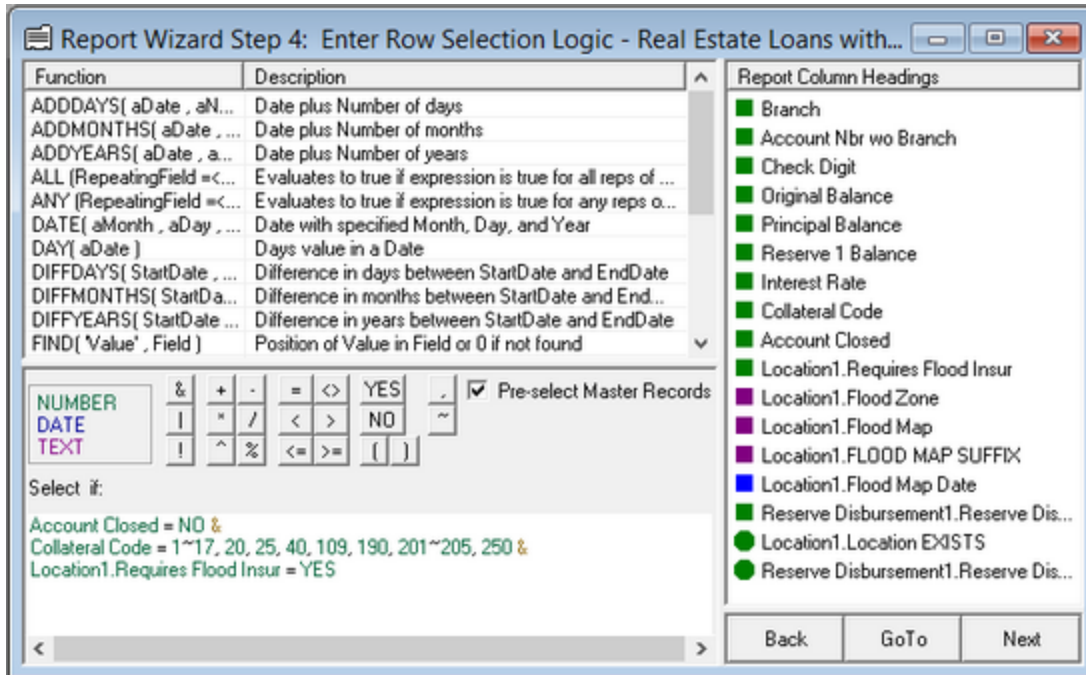 Report Wizard Step 4: Enter Row Selection Logic - Real Estate Loans with...
Function Description
ADDDAYS( aDate , aN... Date plus Number of days
ADDMONTHS( aDate , ... Date plus Number of months
ADDYEARS( aDate , a... Date plus Number of years
ALL (RepeatingField =<... Evaluates to true if expression is true for all reps of ...
ANY (RepeatingField =<... Evaluates to true if expression is true for any reps o...
DATE( aMonth , aDay , ... Date with specified Month, Day, and Year
DAY( aDate ) Days value in a Date
DIFFDAYS( StartDate , ... Difference in days between StartDate and EndDate
DIFFMONTHS( StartDa... Difference in months between StartDate and End...
DIFFYEARS( StartDate ... Difference in years between StartDate and EndDate
FIND( 'Value' , Field ) Position of Value in Field or 0 if not found
NUMBER
DATE
TEXT
& + - = <> YES , Pre-select Master Records
| * / < > NO ~
! ^ % <= >= ( )
Select if:
Account Closed = NO &
Collateral Code = 1~17, 20, 25, 40, 109, 190, 201~205, 250 &
Location1.Requires Flood Insur = YES
Report Column Headings
Branch
Account Nbr wo Branch
Check Digit
Original Balance
Principal Balance
Reserve 1 Balance
Interest Rate
Collateral Code
Account Closed
Location1.Requires Flood Insur
Location1.Flood Zone
Location1.Flood Map
Location1.FLOOD MAP SUFFIX
Location1.Flood Map Date
Reserve Disbursement1.Reserve Dis...
Location1.Location EXISTS
Reserve Disbursement1.Reserve Dis...
Back GoTo Next